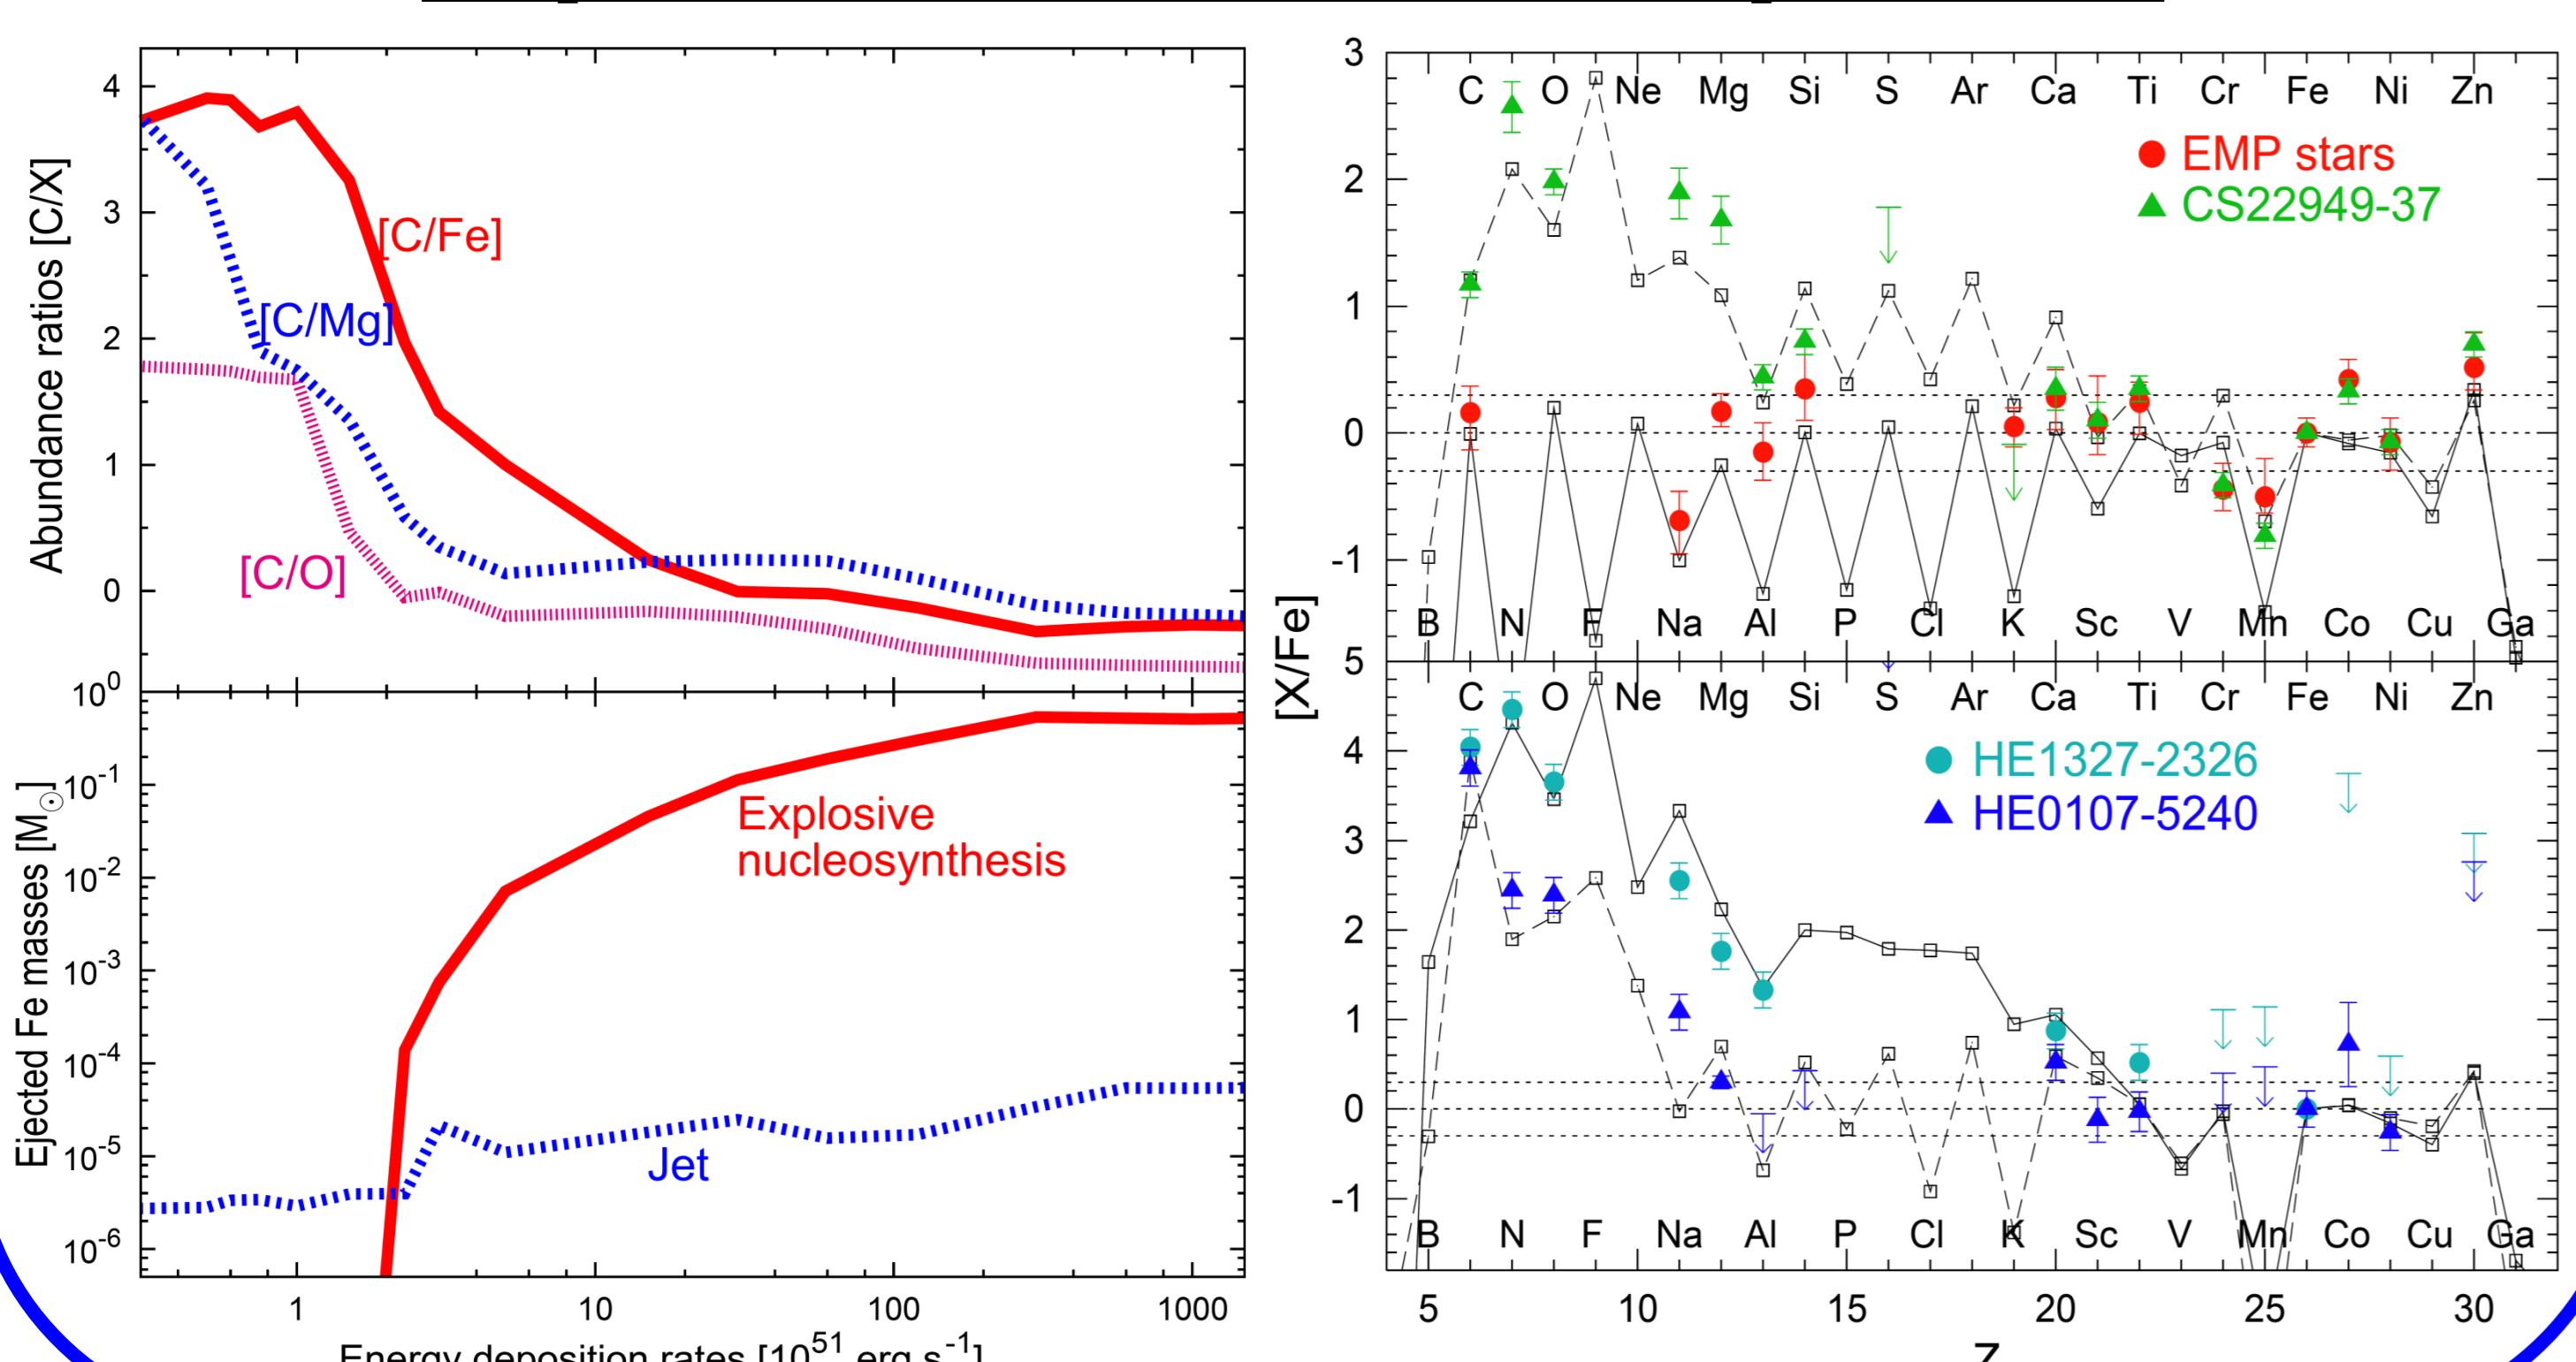 4
3
2
1
0
Abundance ratios [C/X]
[C/Fe]
[C/Mg]
[C/O]
10^0
10^-1
10^-2
10^-3
10^-4
10^-5
10^-6
Ejected Fe masses [M⊙]
Explosive
nucleosynthesis
Jet
1 10 100 1000
Energy deposition rates [10^51 erg s^-1]
[X/Fe]
3
2
1
0
-1
C O Ne Mg Si S Ar Ca Ti Cr Fe Ni Zn
EMP stars
CS22949-37
B N F Na Al P Cl K Sc V Mn Co Cu Ga
5
4
3
2
1
0
-1
C O Ne Mg Si S Ar Ca Ti Cr Fe Ni Zn
HE1327-2326
HE0107-5240
B N F Na Al P Cl K Sc V Mn Co Cu Ga
5 10 15 20 25 30
Z